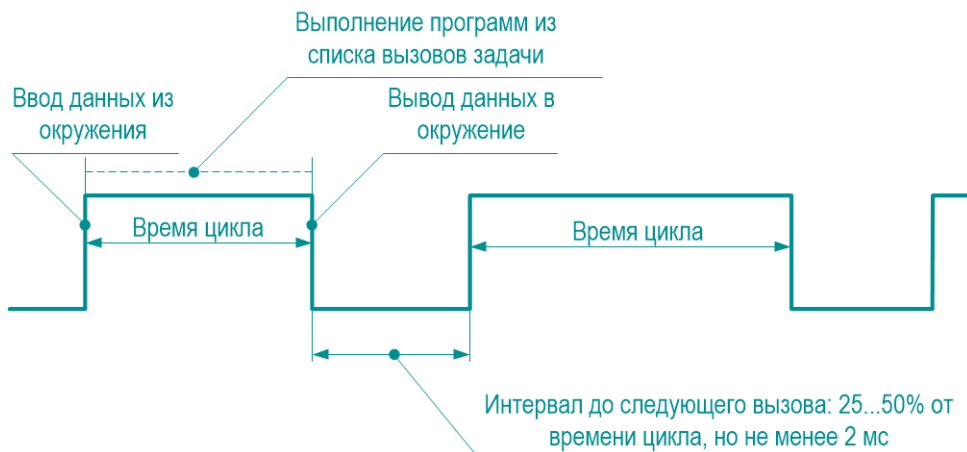 Выполнение программ из
списка вызовов задачи
Ввод данных из
окружения
Вывод данных в
окружение
Время цикла
Время цикла
Интервал до следующего вызова: 25...50% от
времени цикла, но не менее 2 мс